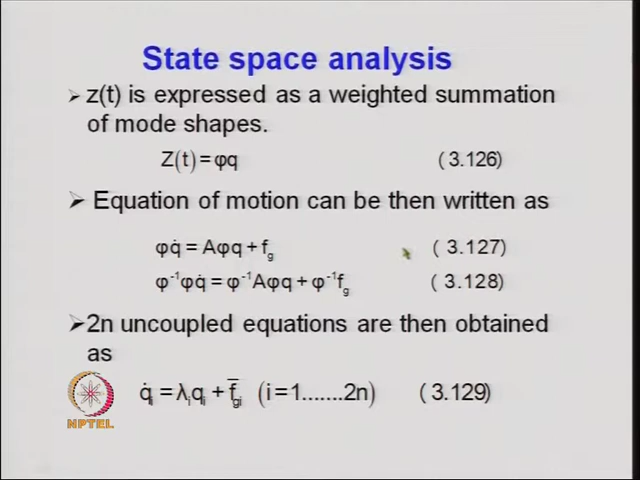 State space analysis
➢ z(t) is expressed as a weighted summation
of mode shapes.
Z(t) = φq (3.126)
➢ Equation of motion can be then written as
φq̇ = Aφq + f_g (3.127)
φ⁻¹φq̇ = φ⁻¹Aφq + φ⁻¹f_g (3.128)
➢ 2n uncoupled equations are then obtained
as
q̇_i = λ_i q_i + f̅_gi (i = 1.......2n) (3.129)
NPTEL